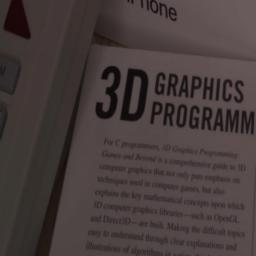 Phone
3D GRAPHICS
PROGRAMM
For C programmers, 3D Graphics Programming
Games and Beyond is a comprehensive guide to 3D
computer graphics that not only puts emphasis on
techniques used in computer games, but also
explains the key mathematical concepts upon which
3D computer graphics libraries—such as OpenGL
and Direct3D—are built. Making the difficult topics
easy to understand through clear explanations and
illustrations of algorithms in